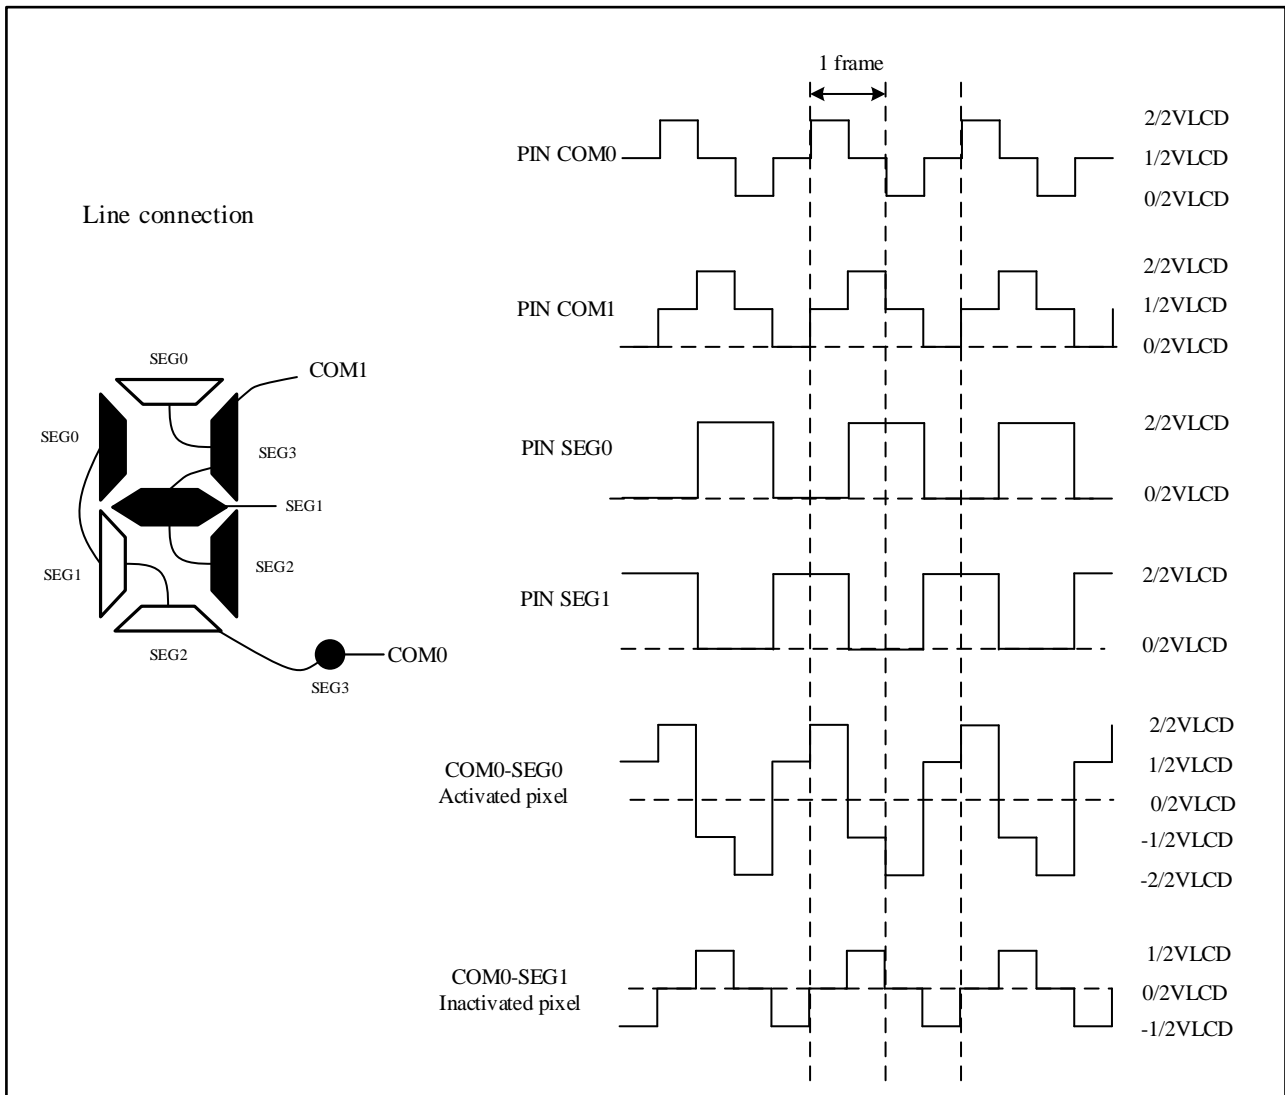 1 frame
PIN COM0
2/2VLCD
1/2VLCD
0/2VLCD
Line connection
PIN COM1
2/2VLCD
1/2VLCD
0/2VLCD
SEG0
COM1
SEG0
SEG3
SEG1
SEG1
SEG2
SEG2
COM0
SEG3
PIN SEG0
2/2VLCD
0/2VLCD
PIN SEG1
2/2VLCD
0/2VLCD
COM0-SEG0
Activated pixel
2/2VLCD
1/2VLCD
0/2VLCD
-1/2VLCD
-2/2VLCD
COM0-SEG1
Inactivated pixel
1/2VLCD
0/2VLCD
-1/2VLCD